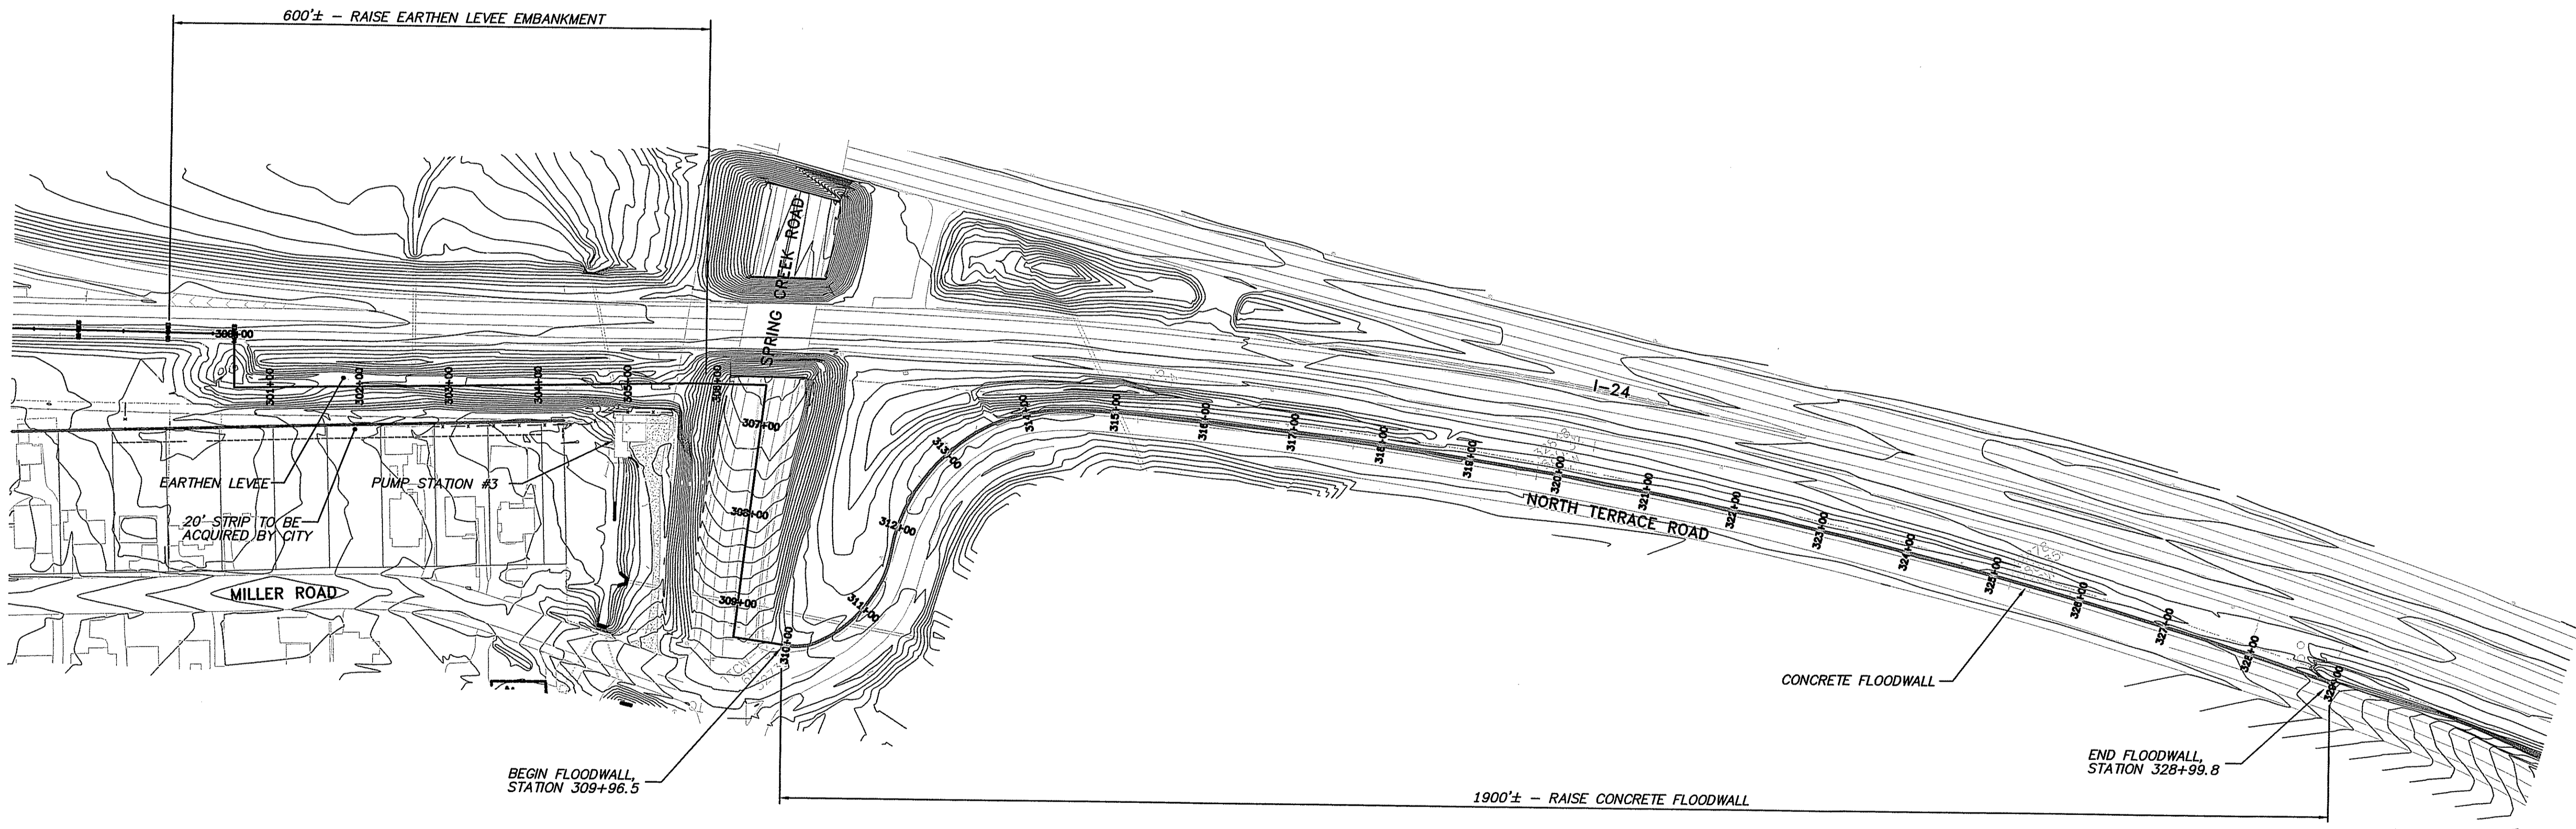 600'± – RAISE EARTHEN LEVEE EMBANKMENT
SPRING CREEK ROAD
300+00
301+00
302+00
303+00
304+00
305+00
306+00
307+00
308+00
309+00
310+00
311+00
312+00
313+00
314+00
315+00
316+00
317+00
318+00
319+00
320+00
321+00
322+00
323+00
324+00
325+00
326+00
327+00
328+00
329+00
I-24
NORTH TERRACE ROAD
EARTHEN LEVEE
PUMP STATION #3
20' STRIP TO BE
ACQUIRED BY CITY
MILLER ROAD
CONCRETE FLOODWALL
BEGIN FLOODWALL,
STATION 309+96.5
END FLOODWALL,
STATION 328+99.8
1900'± – RAISE CONCRETE FLOODWALL